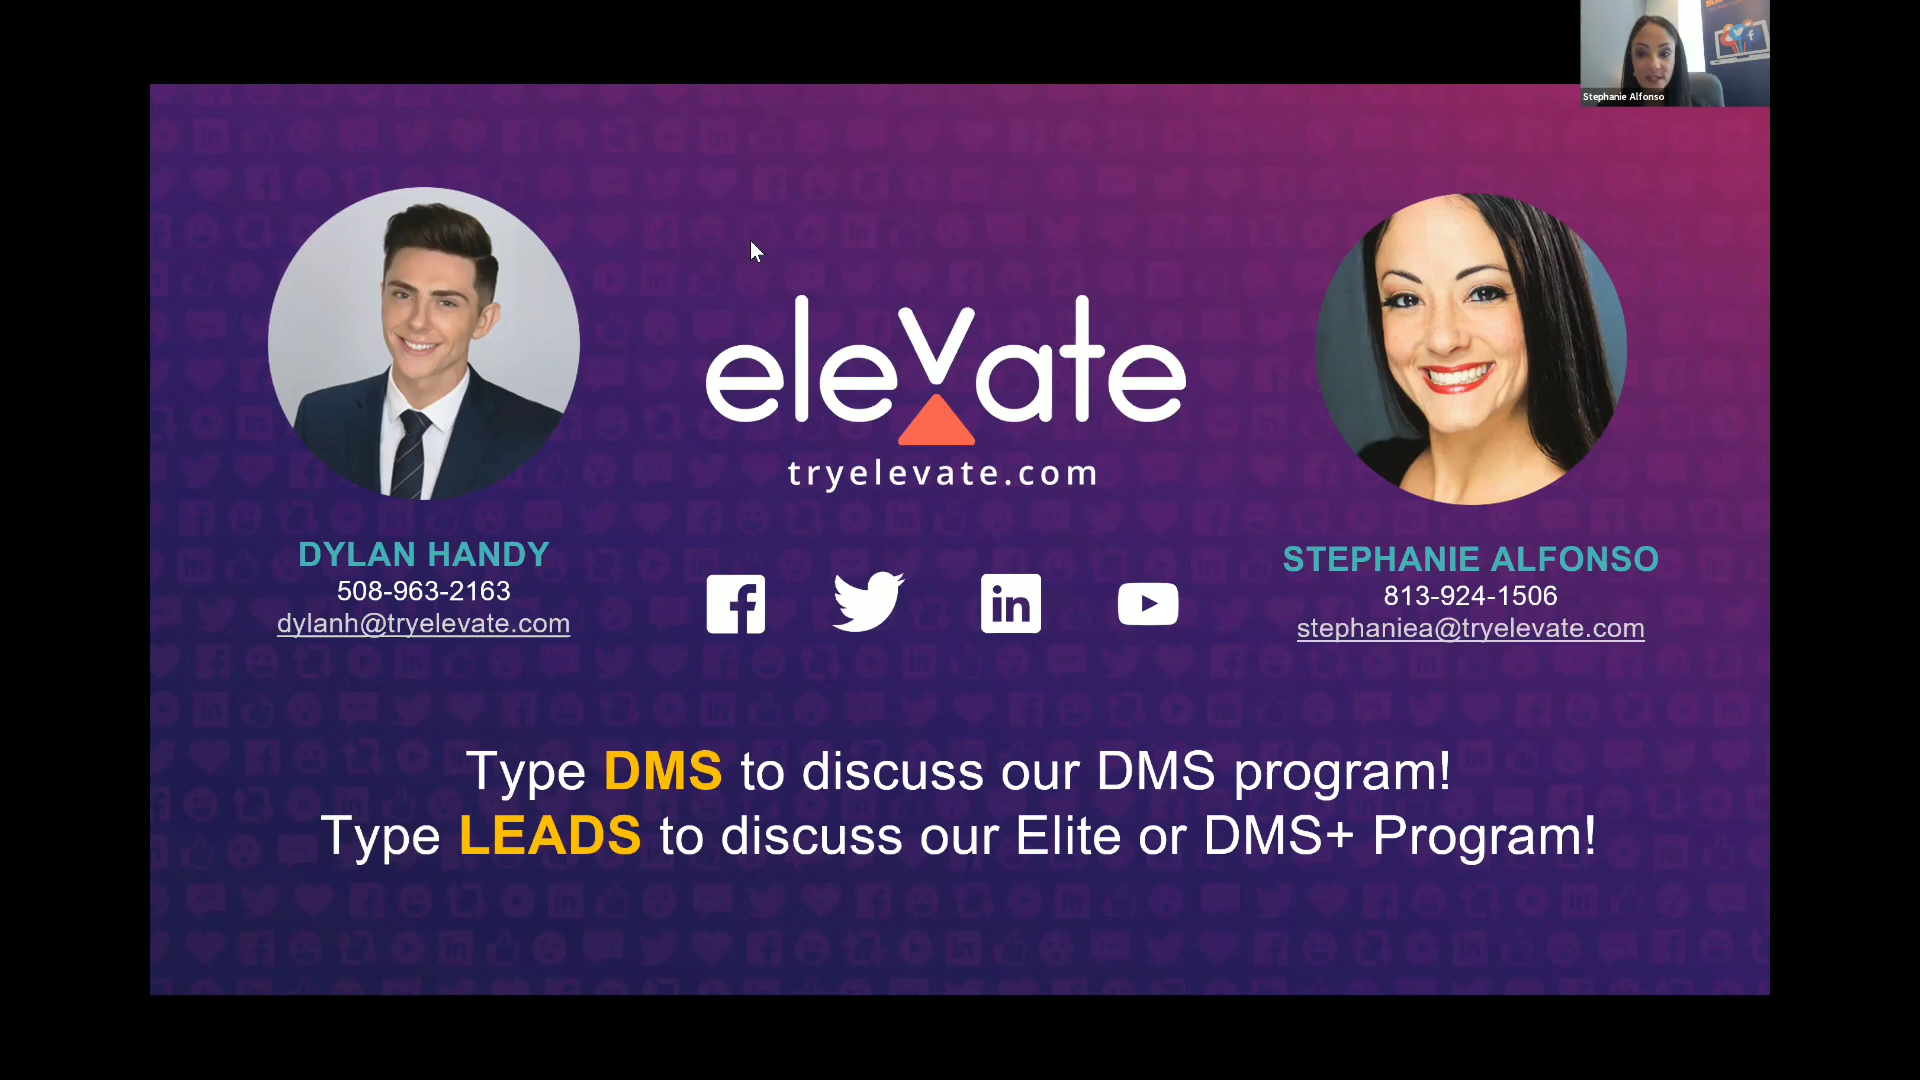 Stephanie Alfonso
elevate
tryelevate.com
DYLAN HANDY
508-963-2163
dylanh@tryelevate.com
STEPHANIE ALFONSO
813-924-1506
stephaniea@tryelevate.com
Type DMS to discuss our DMS program!
Type LEADS to discuss our Elite or DMS+ Program!